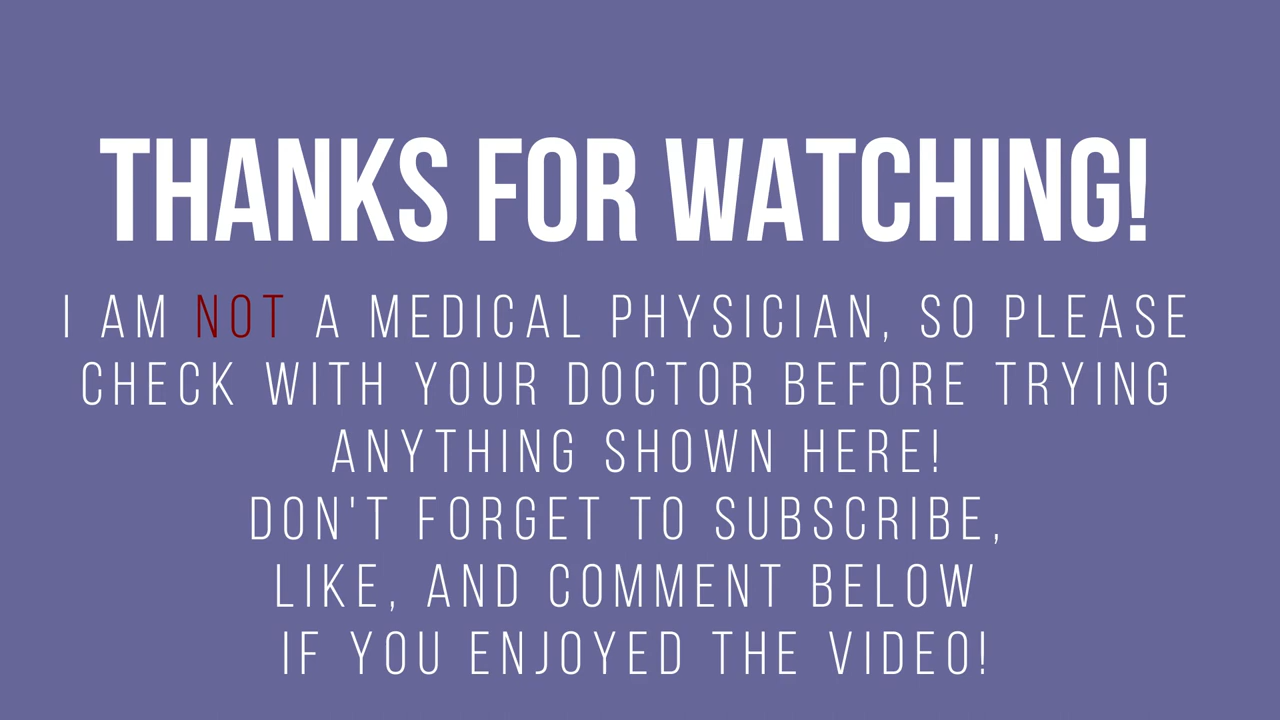 THANKS FOR WATCHING!
I AM NOT A MEDICAL PHYSICIAN, SO PLEASE
CHECK WITH YOUR DOCTOR BEFORE TRYING
ANYTHING SHOWN HERE!
DON'T FORGET TO SUBSCRIBE,
LIKE, AND COMMENT BELOW
IF YOU ENJOYED THE VIDEO!